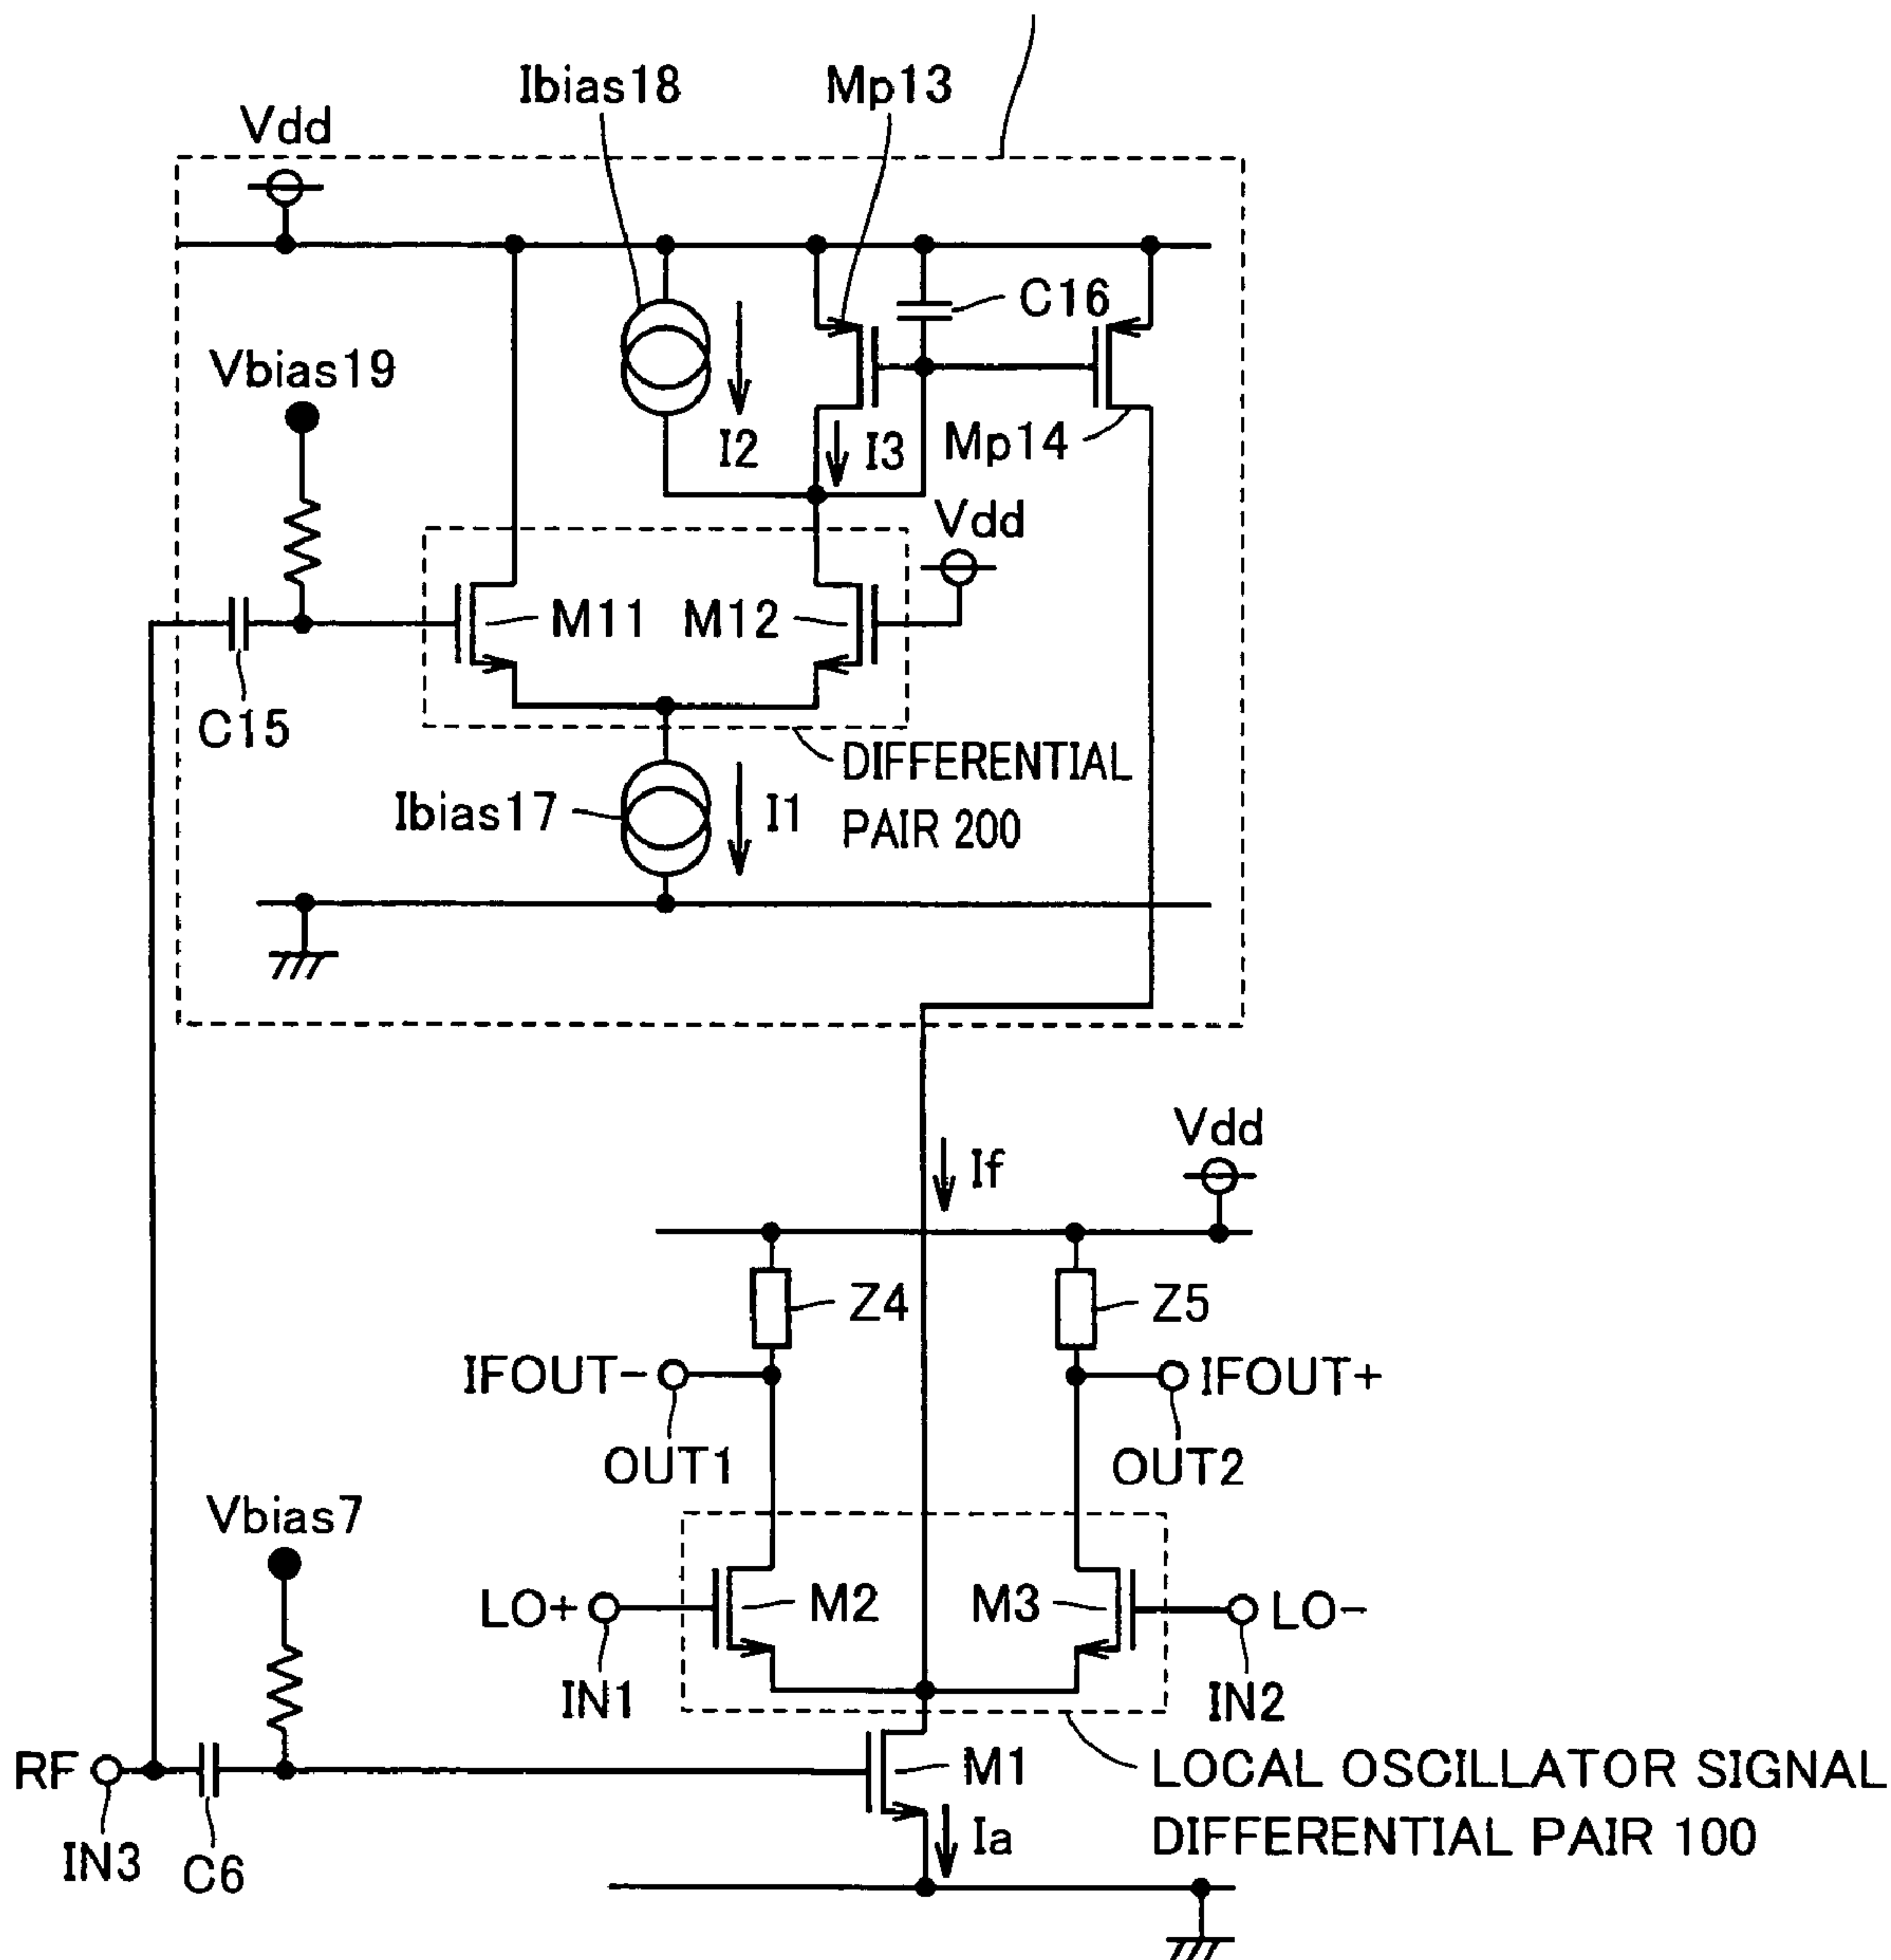 Ibias18
Mp13
Vdd
C16
Vbias19
I2
I3
Mp14
Vdd
M11
M12
C15
DIFFERENTIAL
PAIR 200
Ibias17
I1
If
Vdd
Z4
Z5
IFOUT-
IFOUT+
OUT1
OUT2
Vbias7
LO+
M2
M3
LO-
IN1
IN2
RF
M1
LOCAL OSCILLATOR SIGNAL
DIFFERENTIAL PAIR 100
IN3
C6
Ia